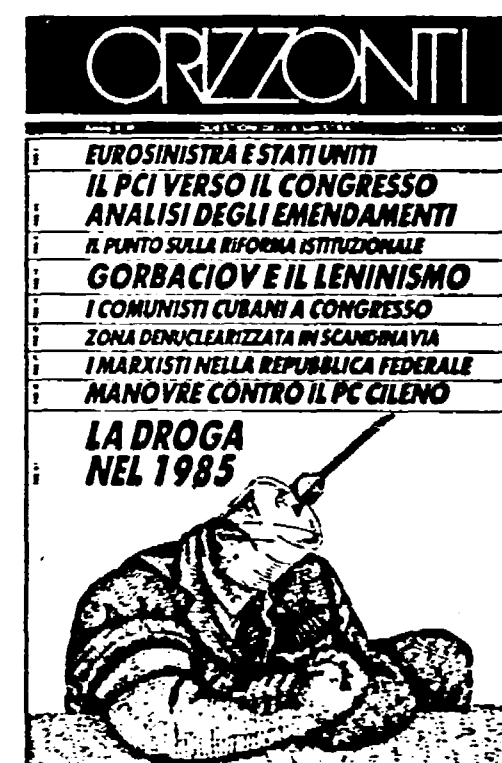 ORIZZONTI
EUROSINISTRA E STATI UNITI
IL PCI VERSO IL CONGRESSO
ANALISI DEGLI EMENDAMENTI
IL PUNTO SULLA RIFORMA ISTITUZIONALE
GORBACIOV E IL LENINISMO
I COMUNISTI CUBANI A CONGRESSO
ZONA DENUCLEARIZZATA IN SCANDINAVIA
I MARXISTI NELLA REPUBBLICA FEDERALE
MANOVRE CONTRO IL PC CILENO
LA DROGA
NEL 1985